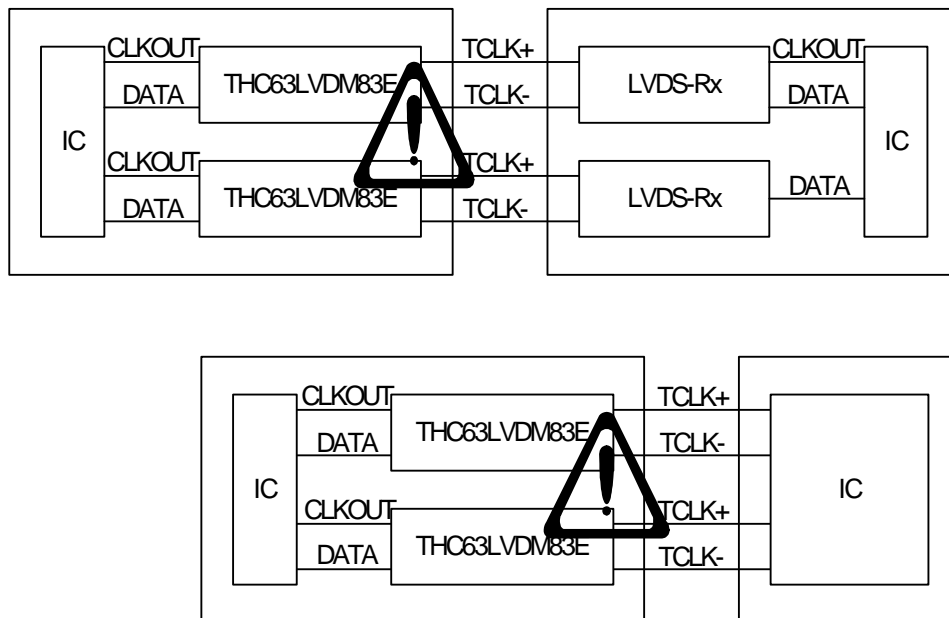 CLKOUT THC63LVDM83E TCLK+ LVDS-Rx CLKOUT
DATA TCLK- DATA
IC IC
CLKOUT THC63LVDM83E TCLK+ LVDS-Rx DATA
DATA TCLK-
CLKOUT THC63LVDM83E TCLK+
DATA TCLK-
IC IC
CLKOUT THC63LVDM83E TCLK+
DATA TCLK-